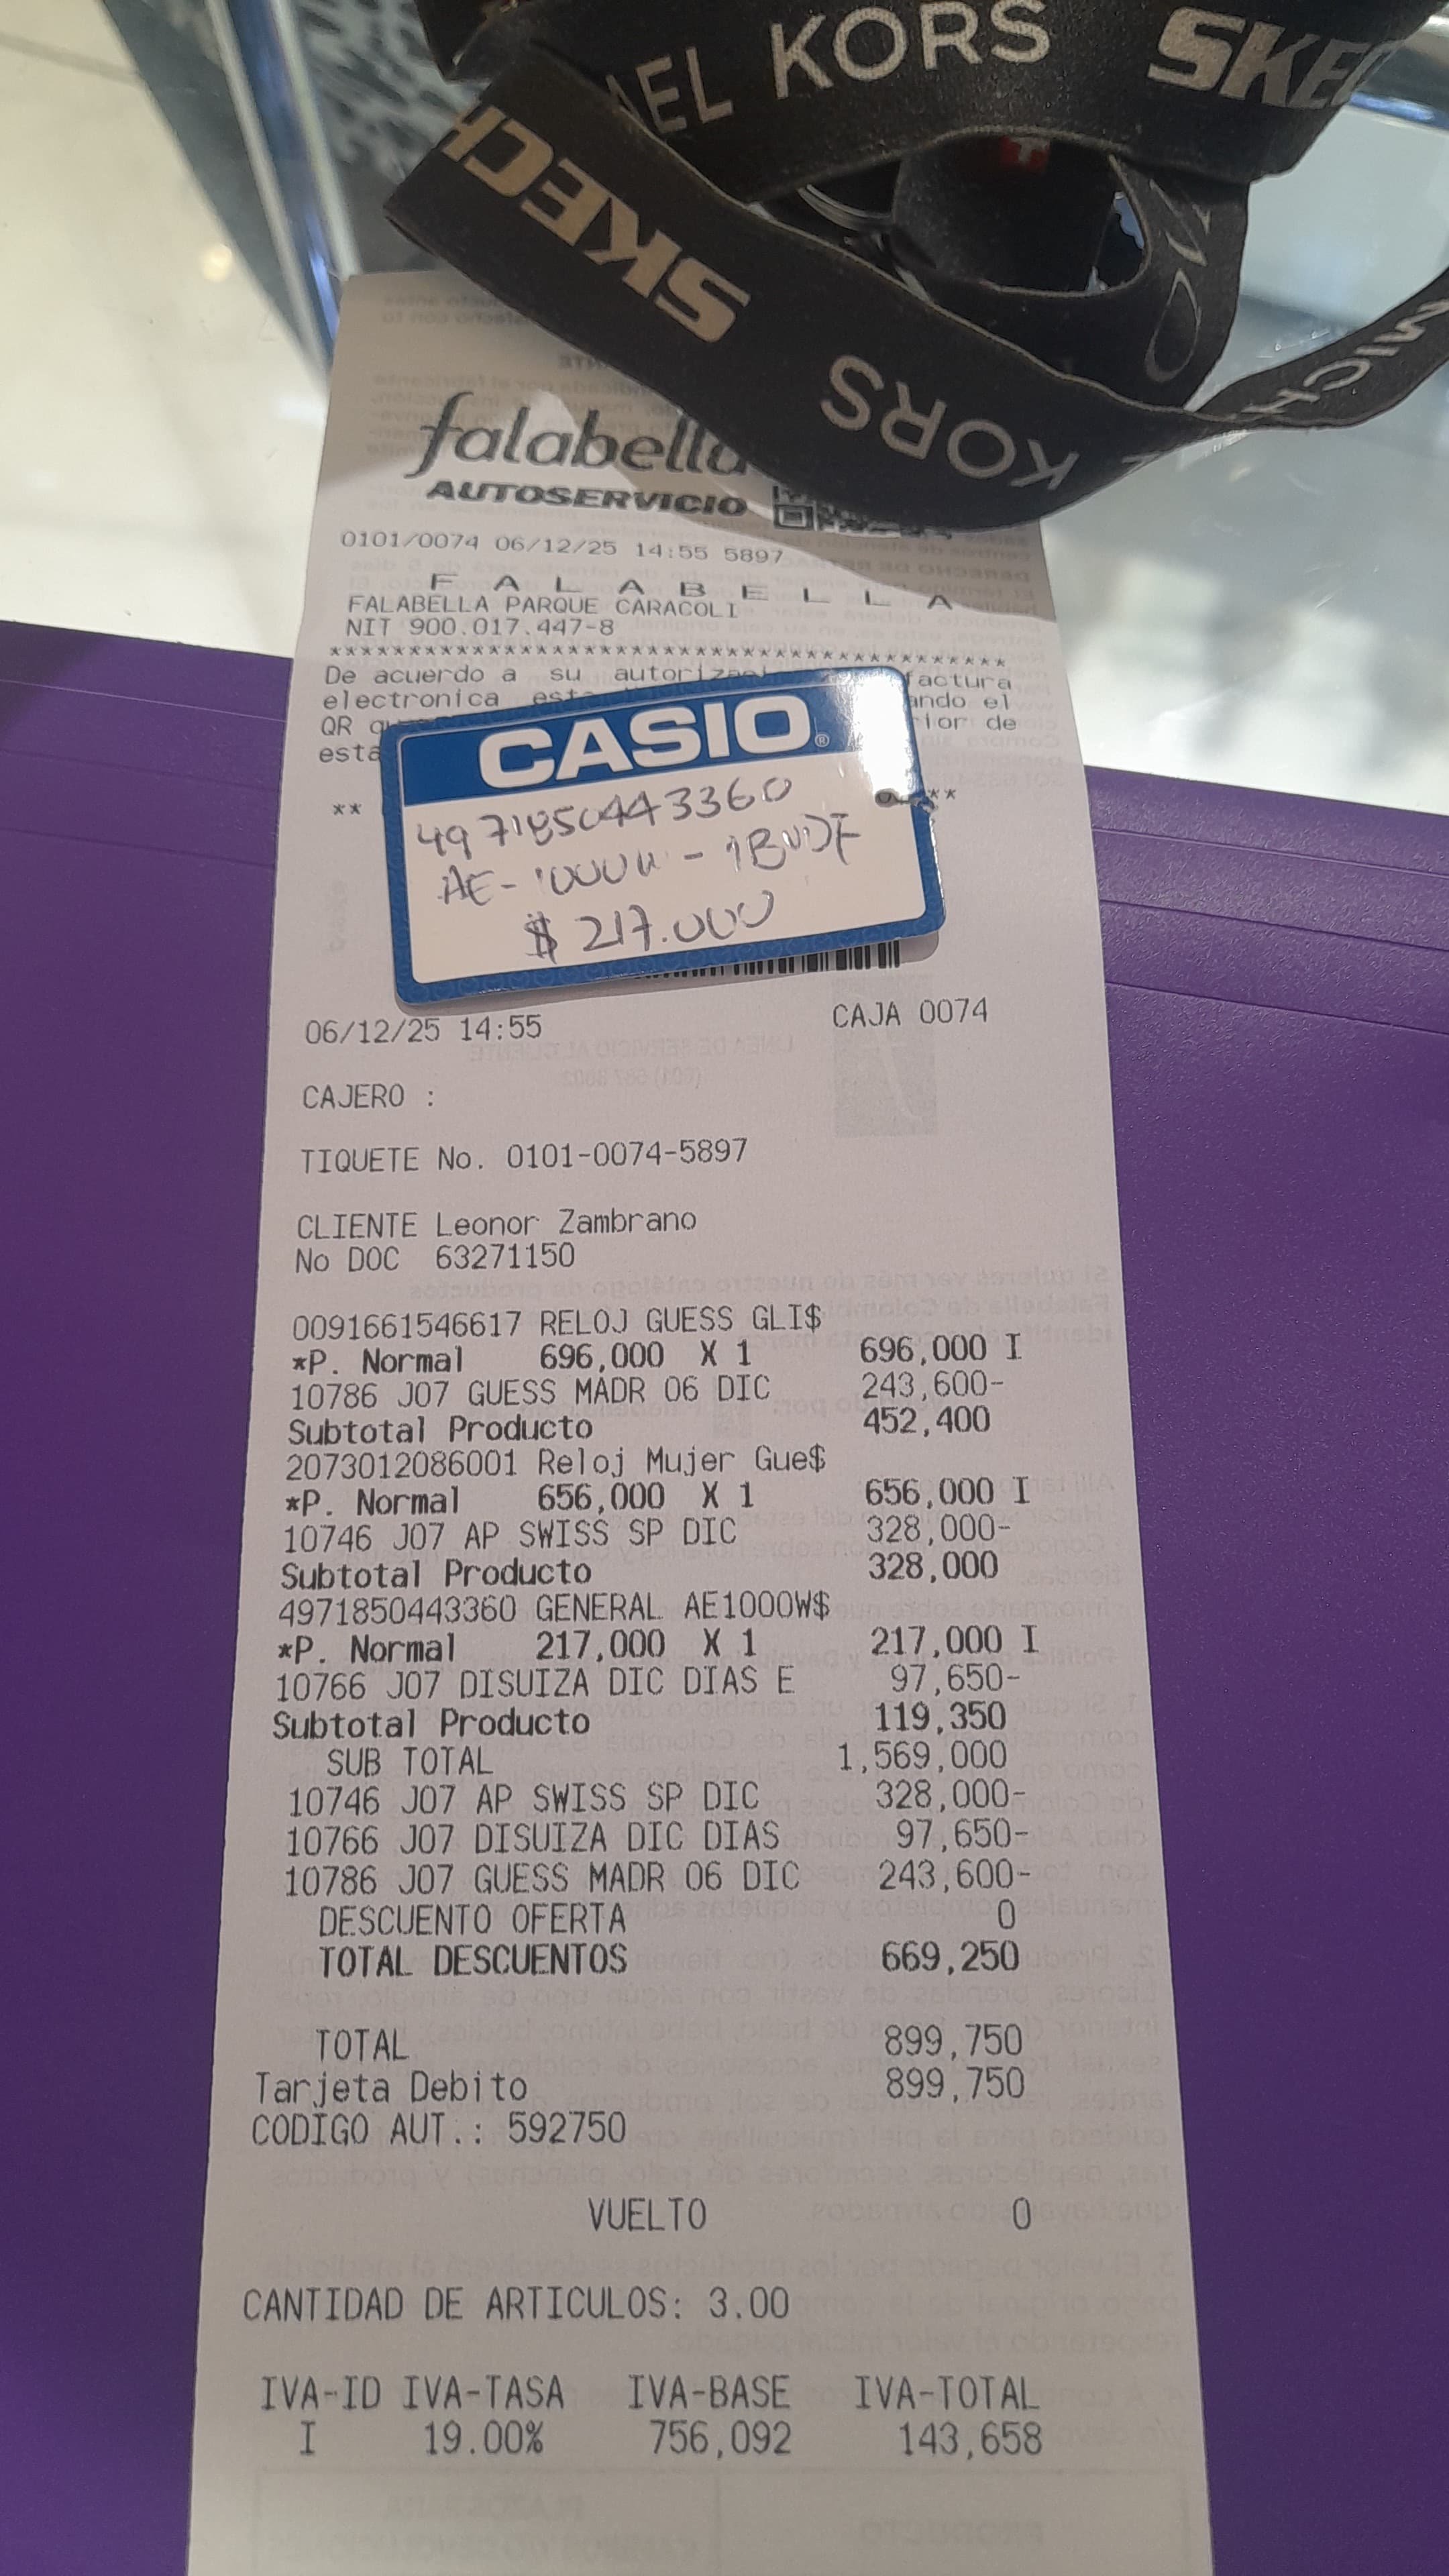 KORS
SKEC
SKECH
KORS
MICH
falabella
AUTOSERVICIO
0101/0074 06/12/25 14:55 5897
F A L A B E L L A
FALABELLA PARQUE CARACOLI
NIT 900.017.447-8
******************************************
De acuerdo a su factura
electronica el
QR
CASIO®
4971850443360
AE-1000W-1BVDF
$ 217.000
06/12/25 14:55 CAJA 0074
CAJERO :
TIQUETE No. 0101-0074-5897
CLIENTE Leonor Zambrano
No DOC 63271150
0091661546617 RELOJ GUESS GLI$
*P. Normal 696,000 X 1 696,000 I
10786 J07 GUESS MADR 06 DIC 243,600-
Subtotal Producto 452,400
2073012086001 Reloj Mujer Gue$
*P. Normal 656,000 X 1 656,000 I
10746 J07 AP SWISS SP DIC 328,000-
Subtotal Producto 328,000
4971850443360 GENERAL AE1000W$
*P. Normal 217,000 X 1 217,000 I
10766 J07 DISUIZA DIC DIAS E 97,650-
Subtotal Producto 119,350
SUB TOTAL 1,569,000
10746 J07 AP SWISS SP DIC 328,000-
10766 J07 DISUIZA DIC DIAS 97,650-
10786 J07 GUESS MADR 06 DIC 243,600-
DESCUENTO OFERTA 0
TOTAL DESCUENTOS 669,250
TOTAL 899,750
Tarjeta Debito 899,750
CODIGO AUT.: 592750
VUELTO 0
CANTIDAD DE ARTICULOS: 3.00
IVA-ID IVA-TASA IVA-BASE IVA-TOTAL
I 19.00% 756,092 143,658